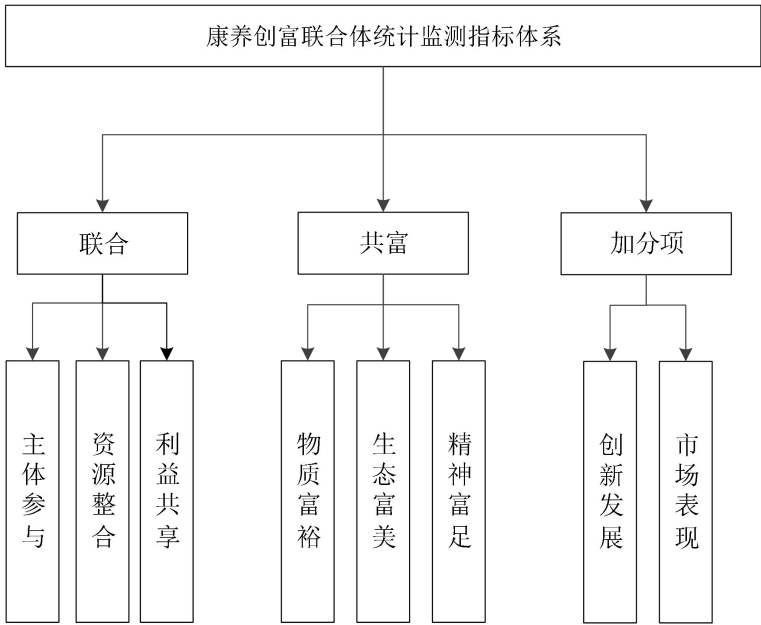 康养创富联合体统计监测指标体系
联合
共富
加分项
主体参与
资源整合
利益共享
物质富裕
生态富美
精神富足
创新发展
市场表现